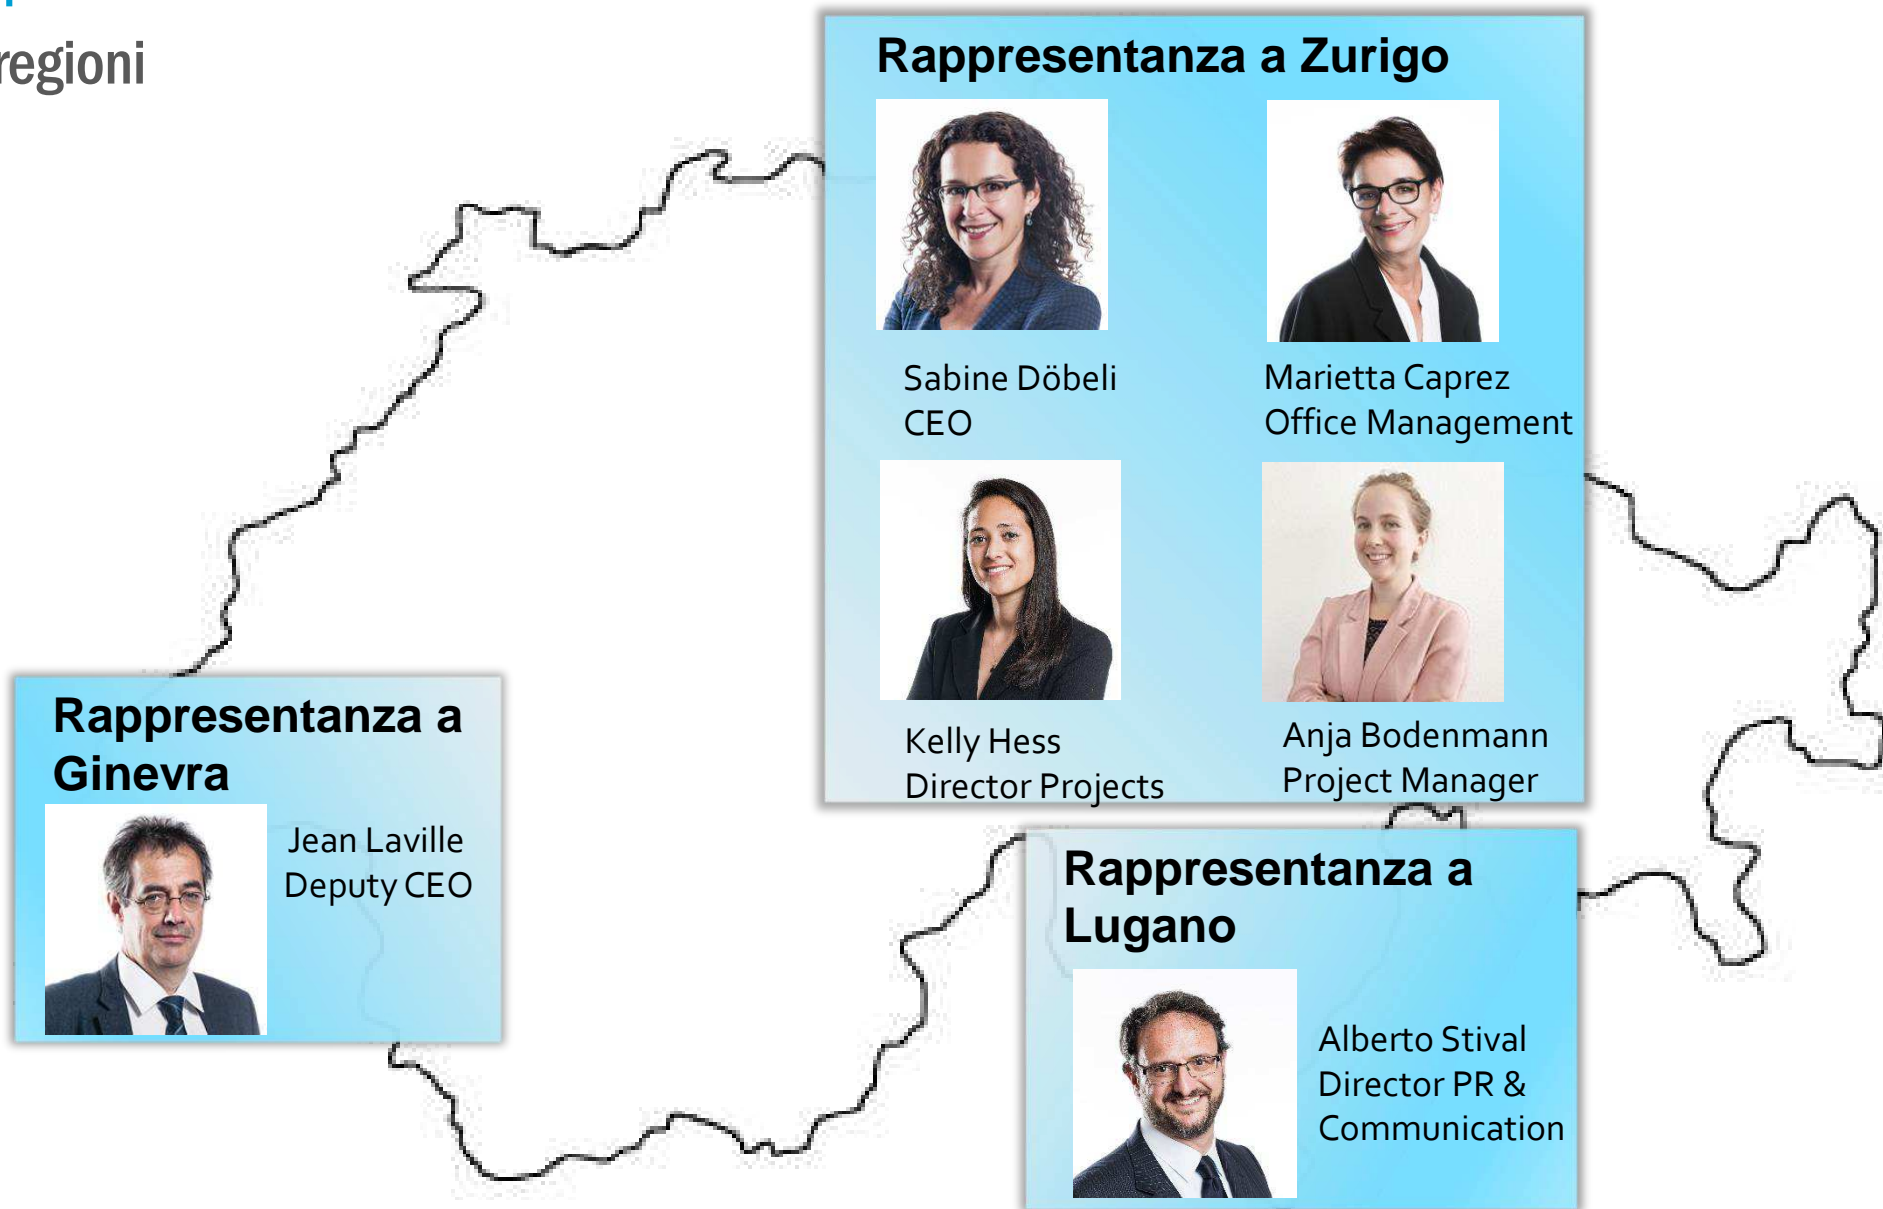 regioni
Rappresentanza a Zurigo
Sabine Döbeli
CEO
Marietta Caprez
Office Management
Kelly Hess
Director Projects
Anja Bodenmann
Project Manager
Rappresentanza a
Ginevra
Jean Laville
Deputy CEO
Rappresentanza a
Lugano
Alberto Stival
Director PR &
Communication